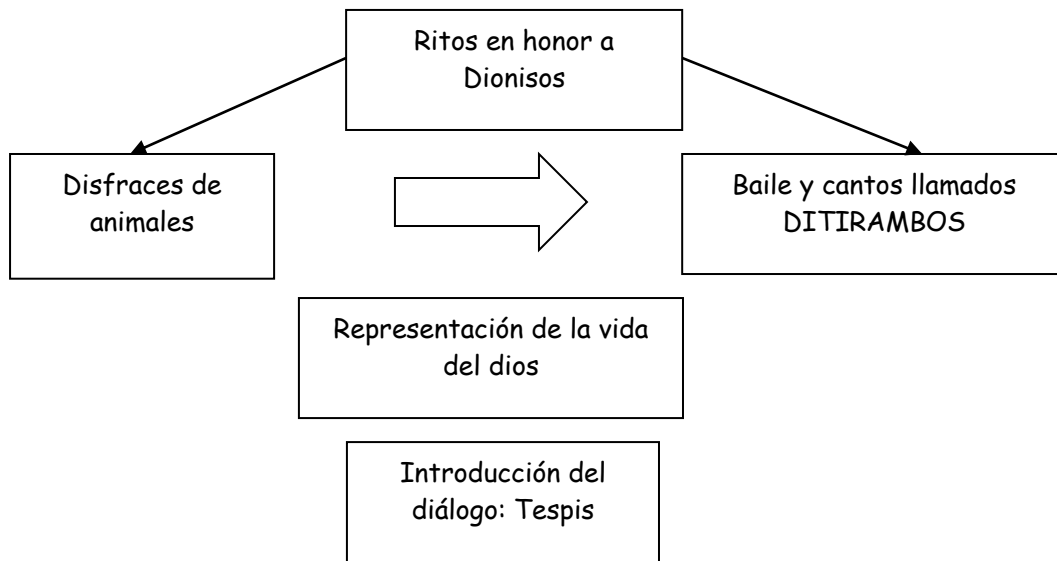 Ritos en honor a
Dionisos
Disfraces de
animales
Baile y cantos llamados
DITIRAMBOS
Representación de la vida
del dios
Introducción del
diálogo: Tespis